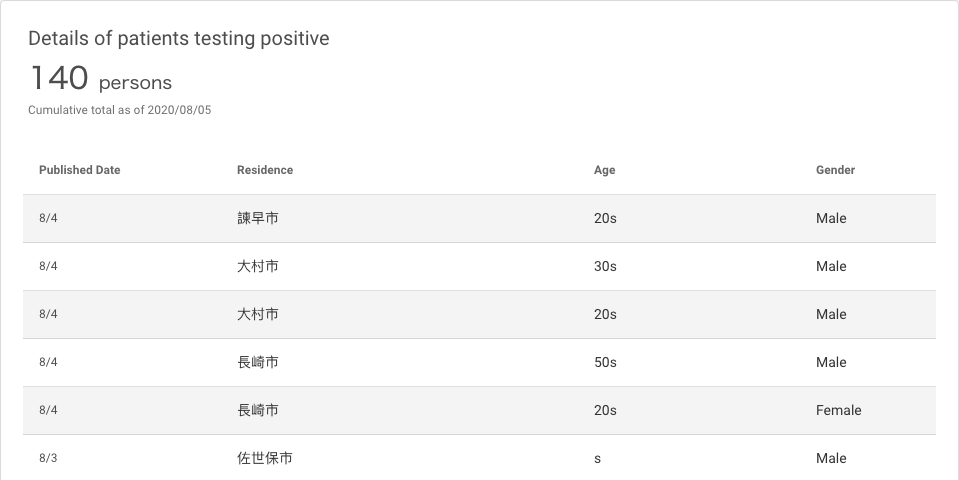 Details of patients testing positive
140 persons
Cumulative total as of 2020/08/05
Published Date Residence Age Gender
8/4 諫早市 20s Male
8/4 大村市 30s Male
8/4 大村市 20s Male
8/4 長崎市 50s Male
8/4 長崎市 20s Female
8/3 佐世保市 s Male